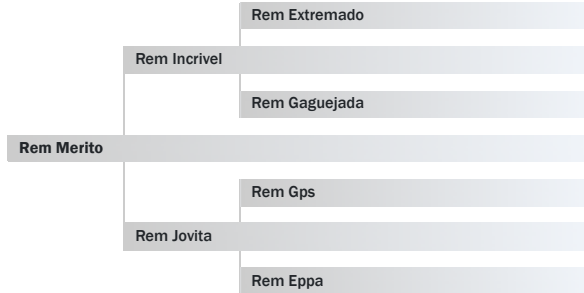 Rem Extremado
Rem Incrivel
Rem Gaguejada
Rem Merito
Rem Gps
Rem Jovita
Rem Eppa